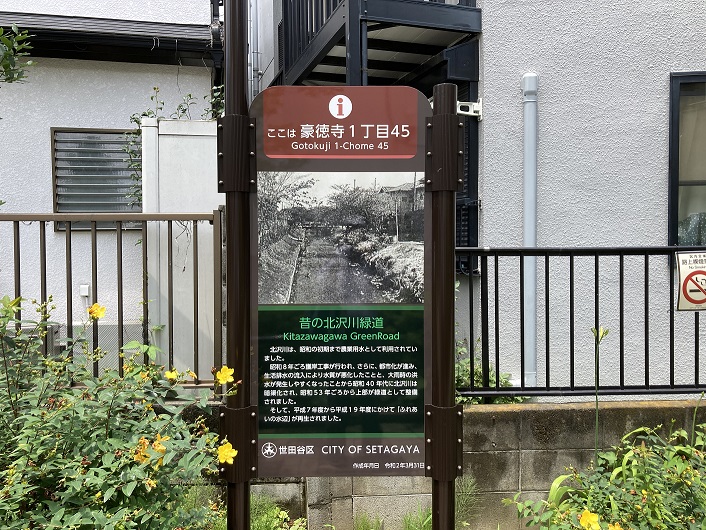 i
ここは 豪徳寺1丁目45
Gotokuji 1-Chome 45
昔の北沢川緑道
Kitazawagawa GreenRoad
北沢川は、昭和の初期まで農業用水として利用されてい
ました。
昭和8年ごろ護岸工事が行われ、さらに、都市化が進み、
生活排水の流入により水質が悪化したことと、大雨時の洪
水が発生しやすくなったことから昭和40年代に北沢川は
暗渠化され、昭和53年ごろから上部が緑道として整備
されました。
そして、平成7年度から平成19年度にかけて「ふれあ
いの水辺」が再生されました。
世田谷区 CITY OF SETAGAYA
作成年月日 令和2年3月31日